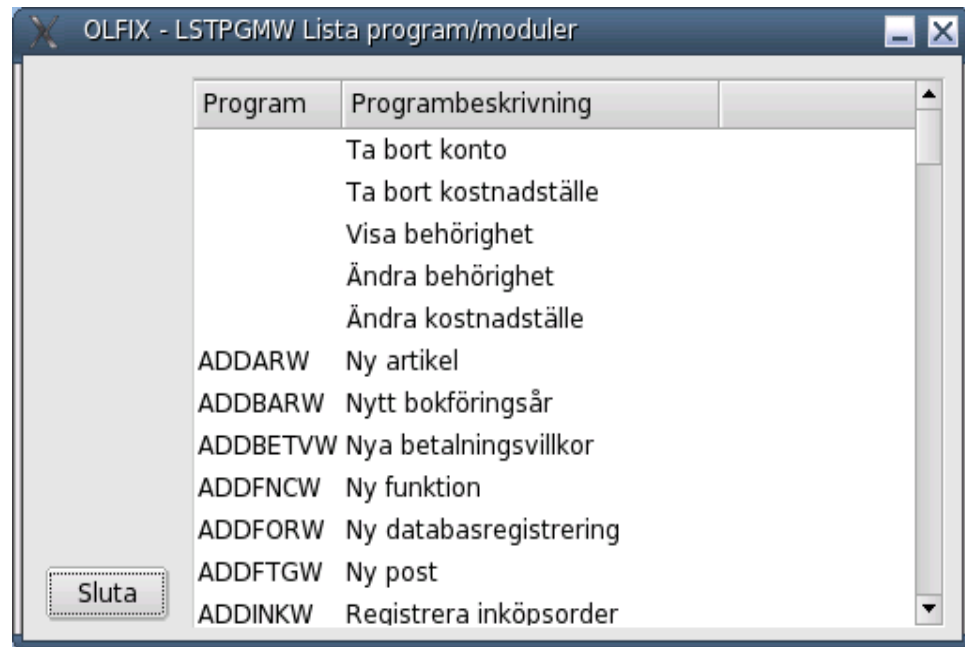 OLFIX - LSTPGMW Lista program/moduler
Program Programbeskrivning
Ta bort konto
Ta bort kostnadställe
Visa behörighet
Ändra behörighet
Ändra kostnadställe
ADDARW Ny artikel
ADDBARW Nytt bokföringsår
ADDBETVW Nya betalningsvillkor
ADDFNCW Ny funktion
ADDFORW Ny databasregistrering
ADDFTGW Ny post
ADDINKW Registrera inköpsorder
Sluta